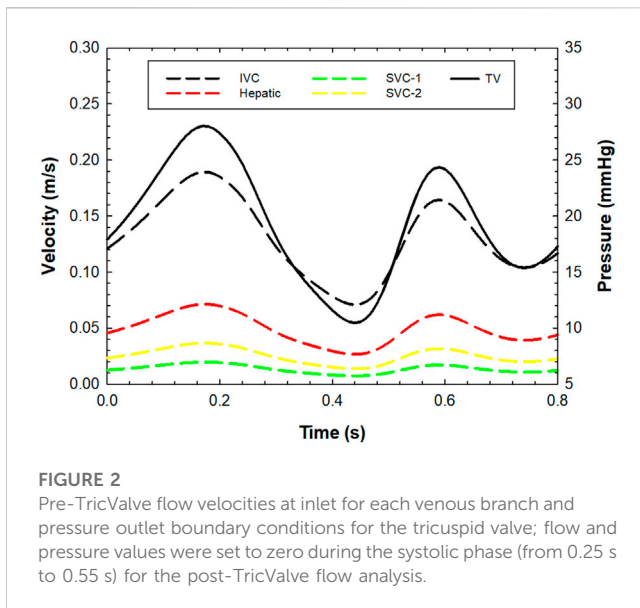 0.30
0.25
0.20
0.15
0.10
0.05
0.00
Velocity (m/s)
IVC
Hepatic
SVC-1
SVC-2
TV
35
30
25
20
15
10
5
Pressure (mmHg)
0.0 0.2 0.4 0.6 0.8
Time (s)
FIGURE 2
Pre-TricValve flow velocities at inlet for each venous branch and
pressure outlet boundary conditions for the tricuspid valve; flow and
pressure values were set to zero during the systolic phase (from 0.25 s
to 0.55 s) for the post-TricValve flow analysis.